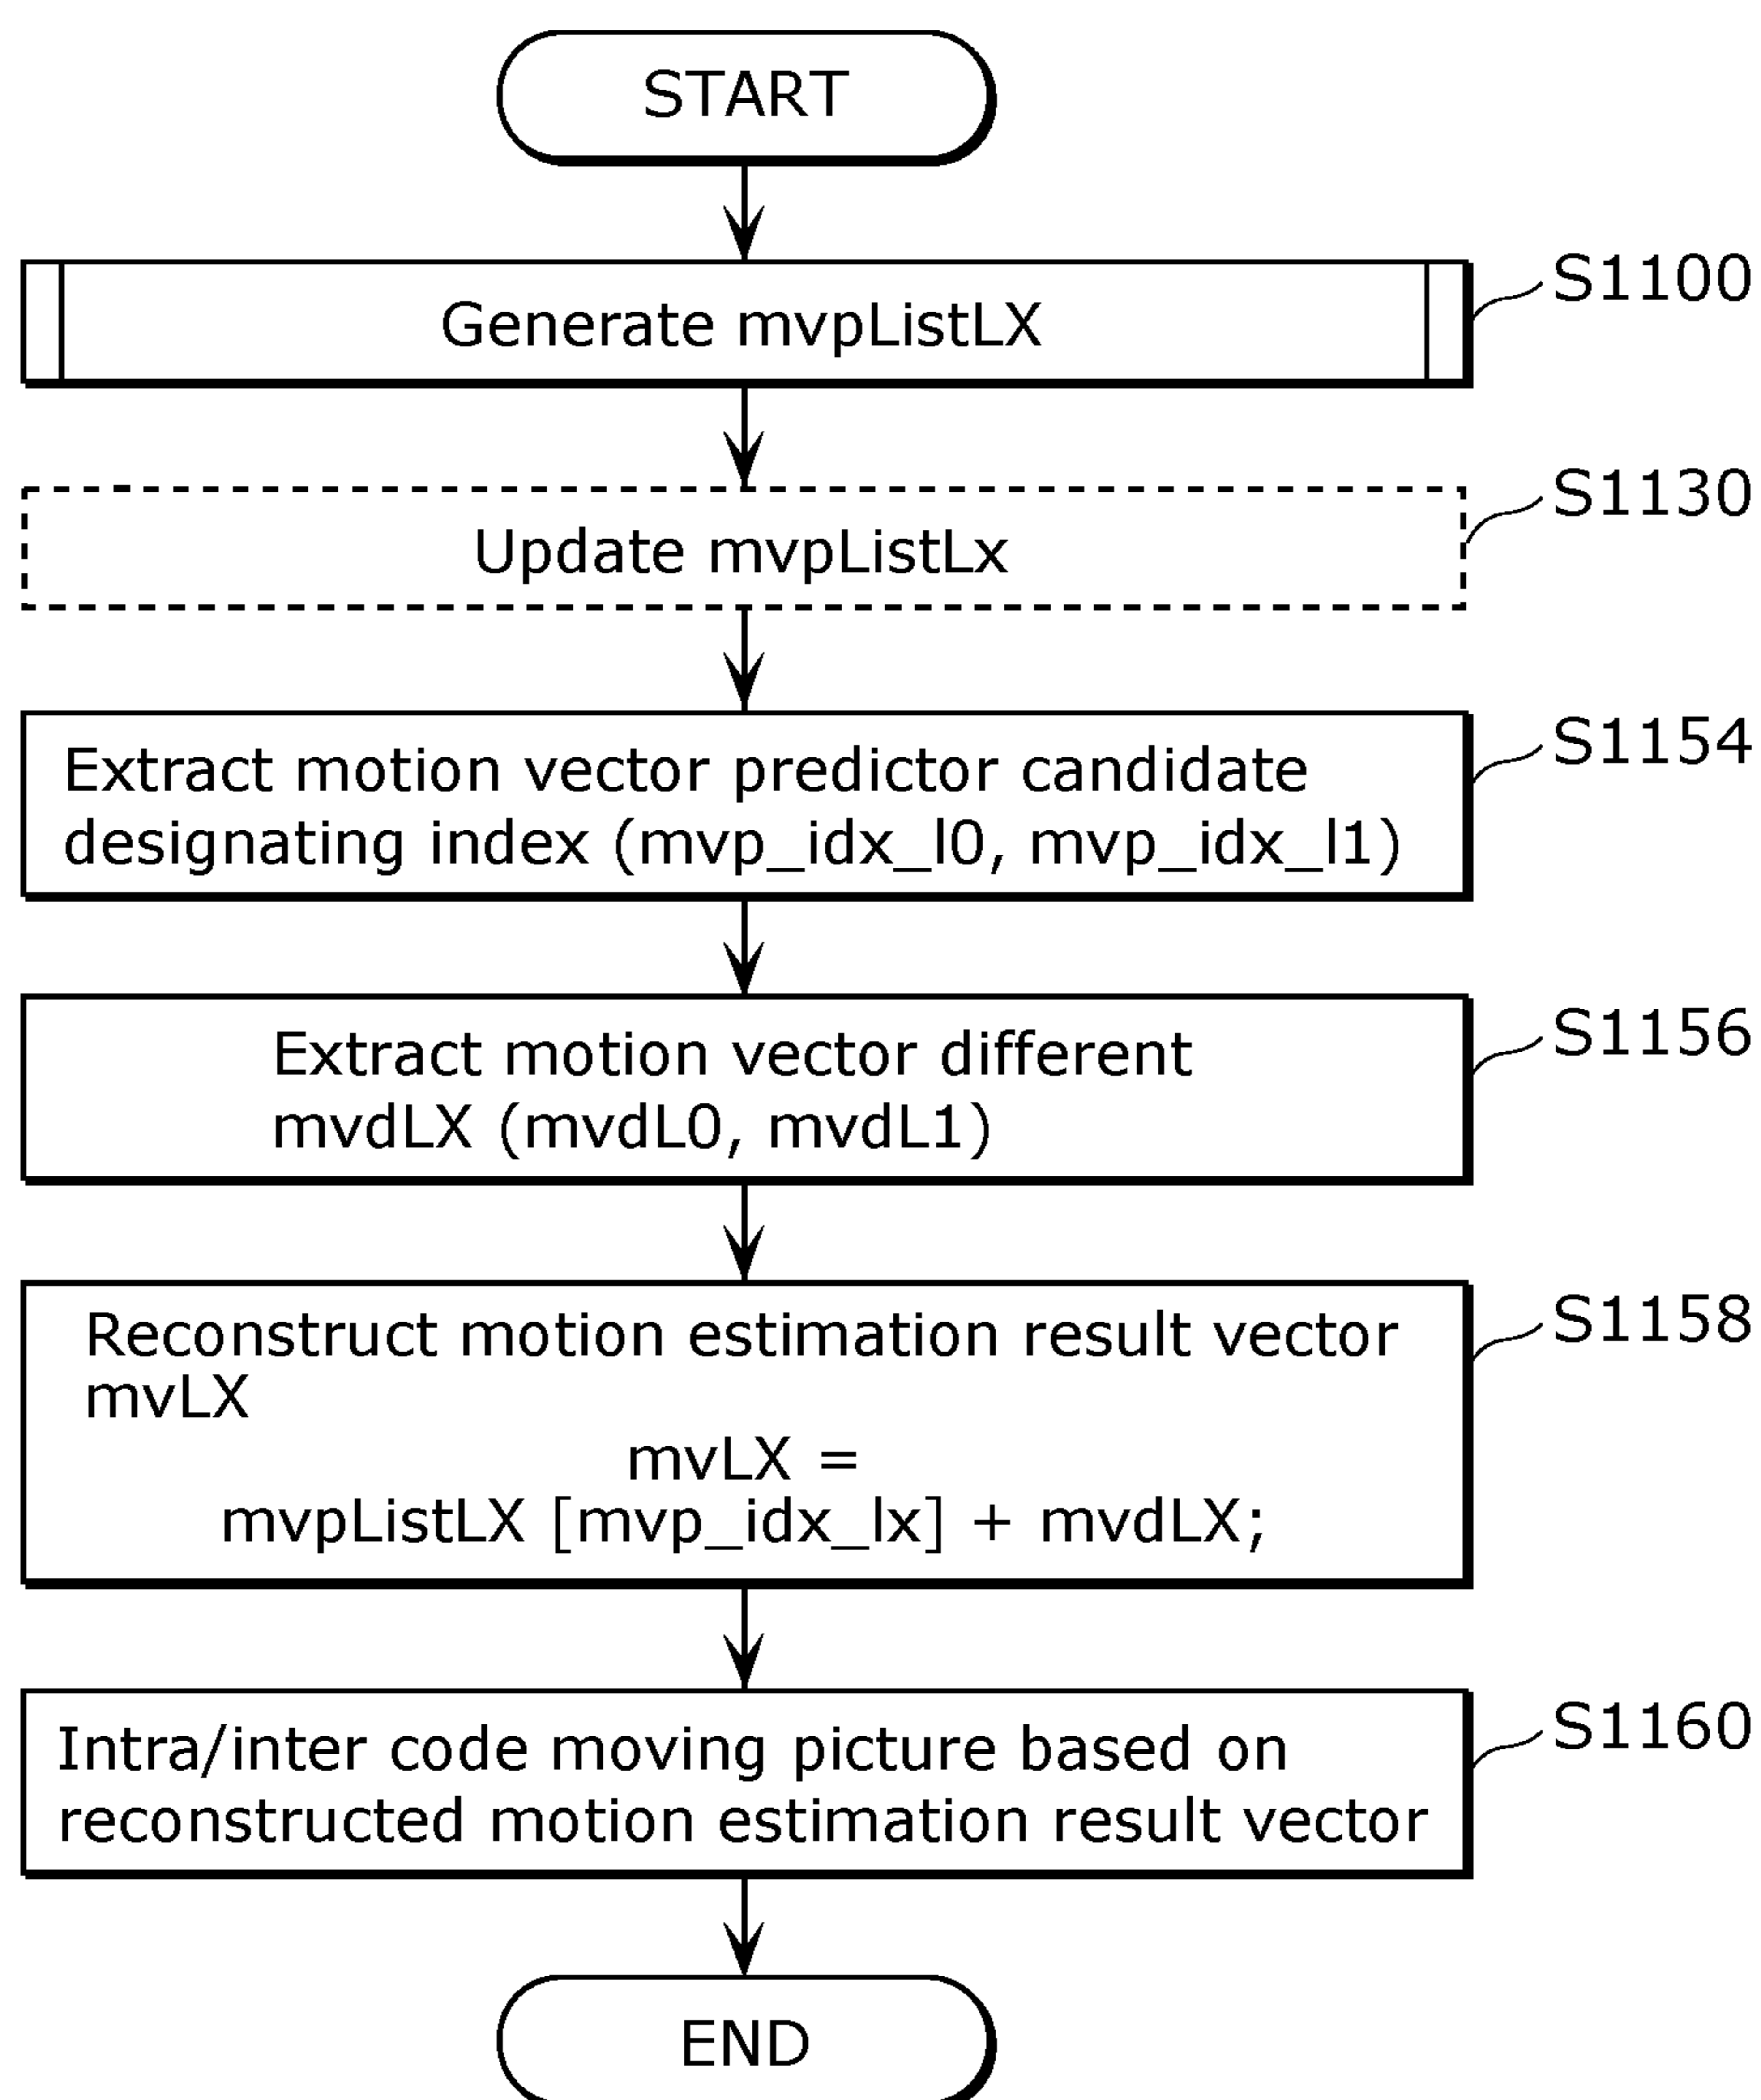 START
Generate mvpListLX
S1100
Update mvpListLx
S1130
Extract motion vector predictor candidate
designating index (mvp_idx_l0, mvp_idx_l1)
S1154
Extract motion vector different
mvdLX (mvdL0, mvdL1)
S1156
Reconstruct motion estimation result vector
mvLX
mvLX =
mvpListLX [mvp_idx_lx] + mvdLX;
S1158
Intra/inter code moving picture based on
reconstructed motion estimation result vector
S1160
END